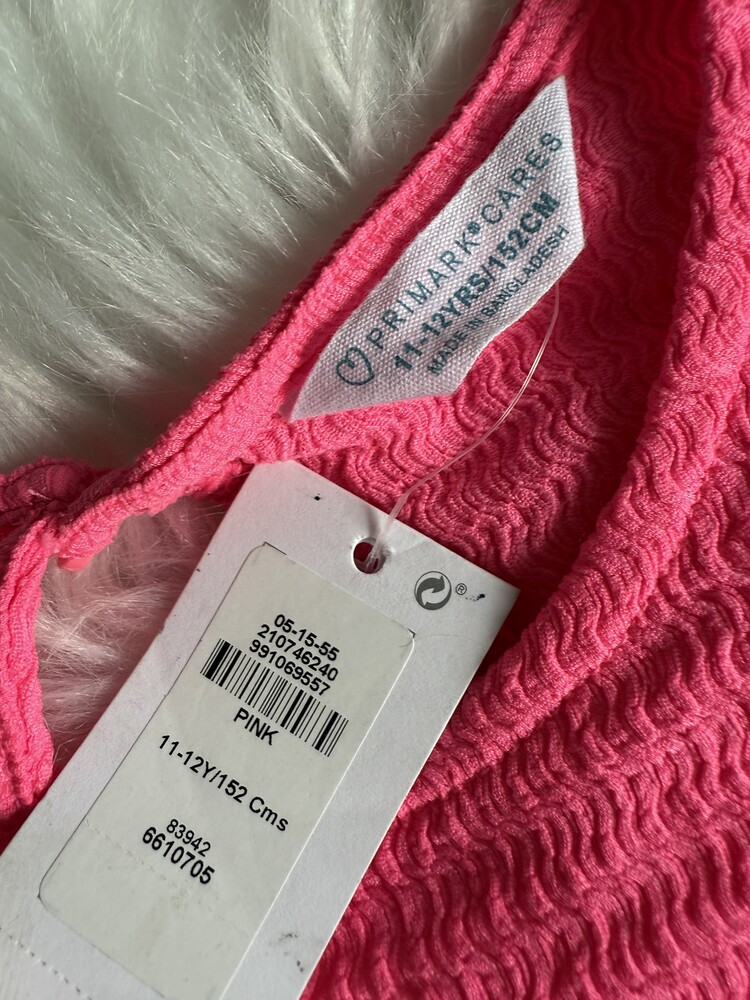 PRIMARK® CARES
11-12YRS/152CM
MADE IN BANGLADESH
®
05-15-55
210746240
991069557
PINK
11-12Y/152 Cms
83942
6610705